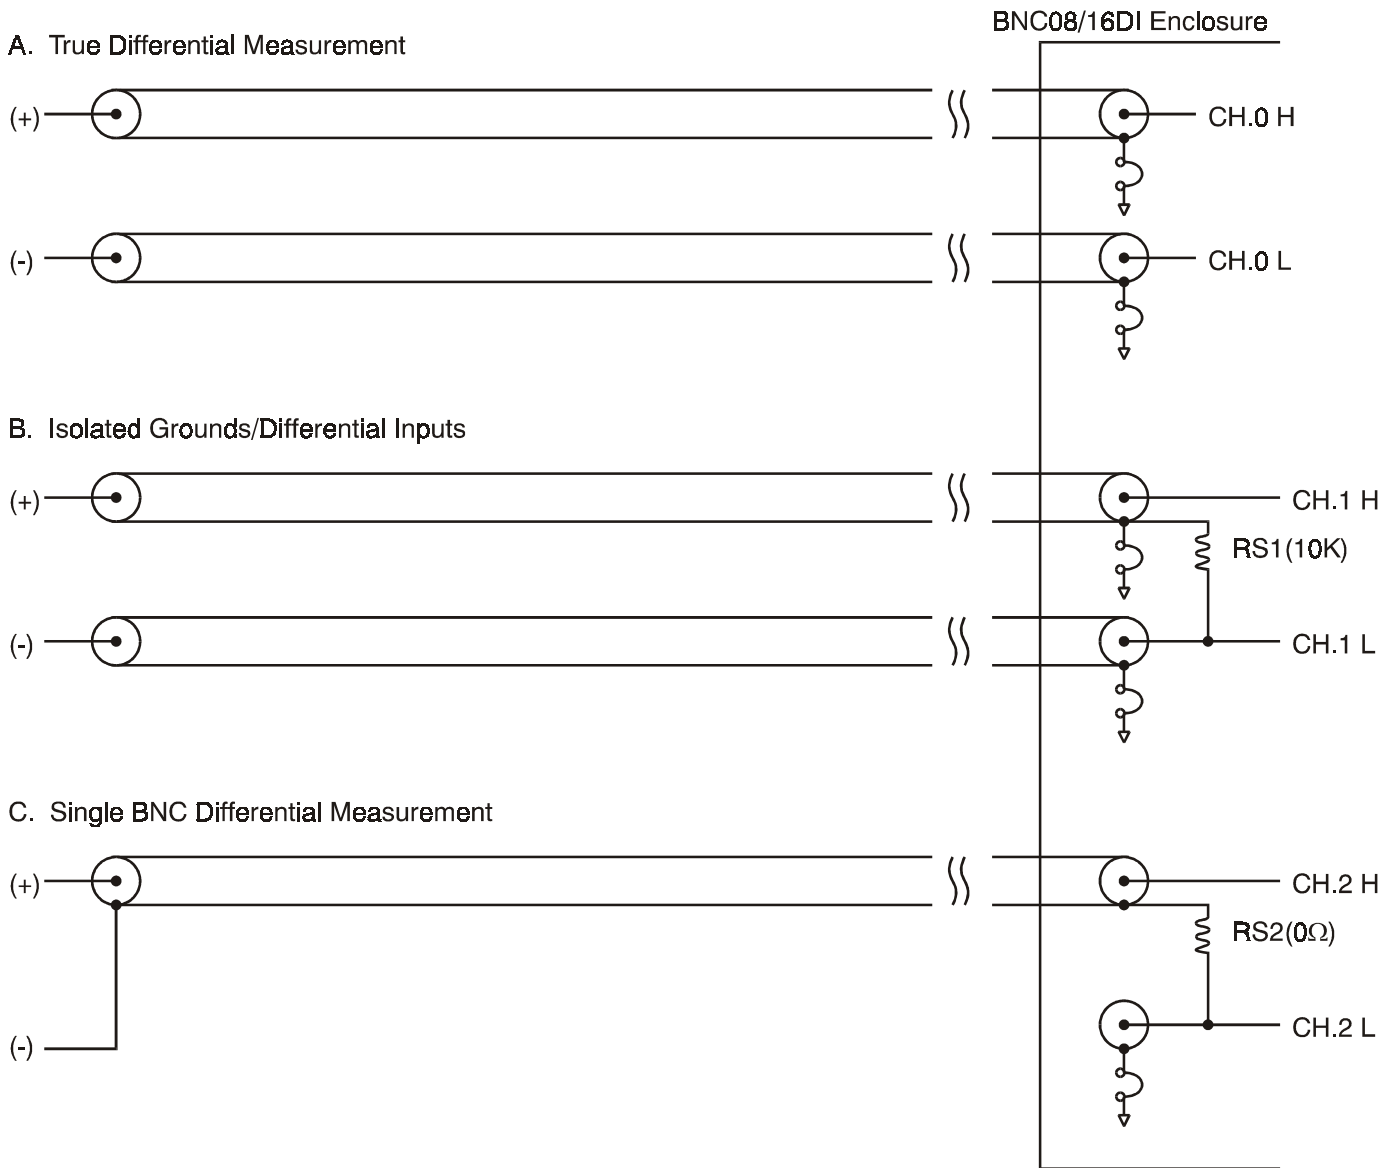 BNC08/16DI Enclosure
A. True Differential Measurement
(+)
CH.0 H
(-)
CH.0 L
B. Isolated Grounds/Differential Inputs
(+)
CH.1 H
RS1(10K)
(-)
CH.1 L
C. Single BNC Differential Measurement
(+)
CH.2 H
RS2(0Ω)
CH.2 L
(-)